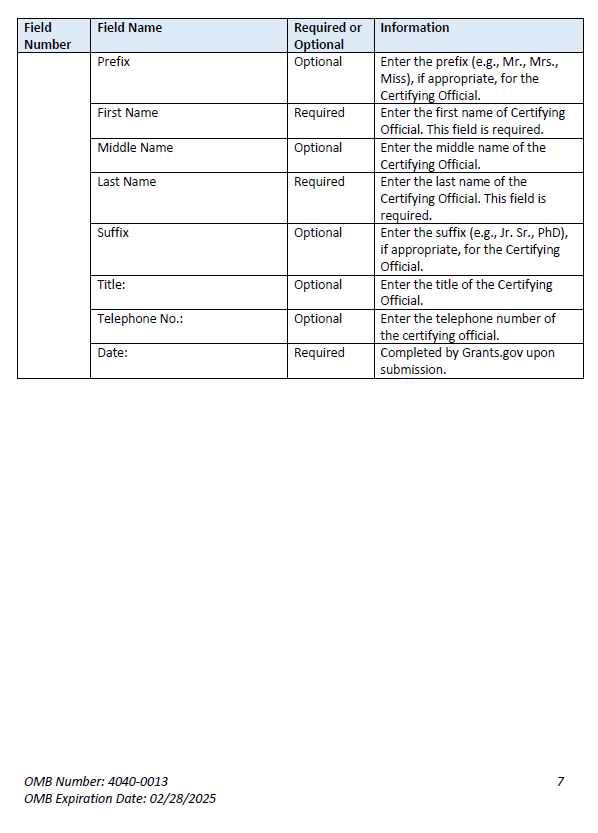 Field Number
Field Name
Required or Optional
Information
Prefix
Optional
Enter the prefix (e.g., Mr., Mrs.,
Miss), if appropriate, for the
Certifying Official.
First Name
Required
Enter the first name of Certifying
Official. This field is required.
Middle Name
Optional
Enter the middle name of the
Certifying Official.
Last Name
Required
Enter the last name of the
Certifying Official. This field is
required.
Suffix
Optional
Enter the suffix (e.g., Jr. Sr., PhD),
if appropriate, for the Certifying
Official.
Title:
Optional
Enter the title of the Certifying
Official.
Telephone No.:
Optional
Enter the telephone number of
the certifying official.
Date:
Required
Completed by Grants.gov upon
submission.
OMB Number: 4040-0013
7
OMB Expiration Date: 02/28/2025